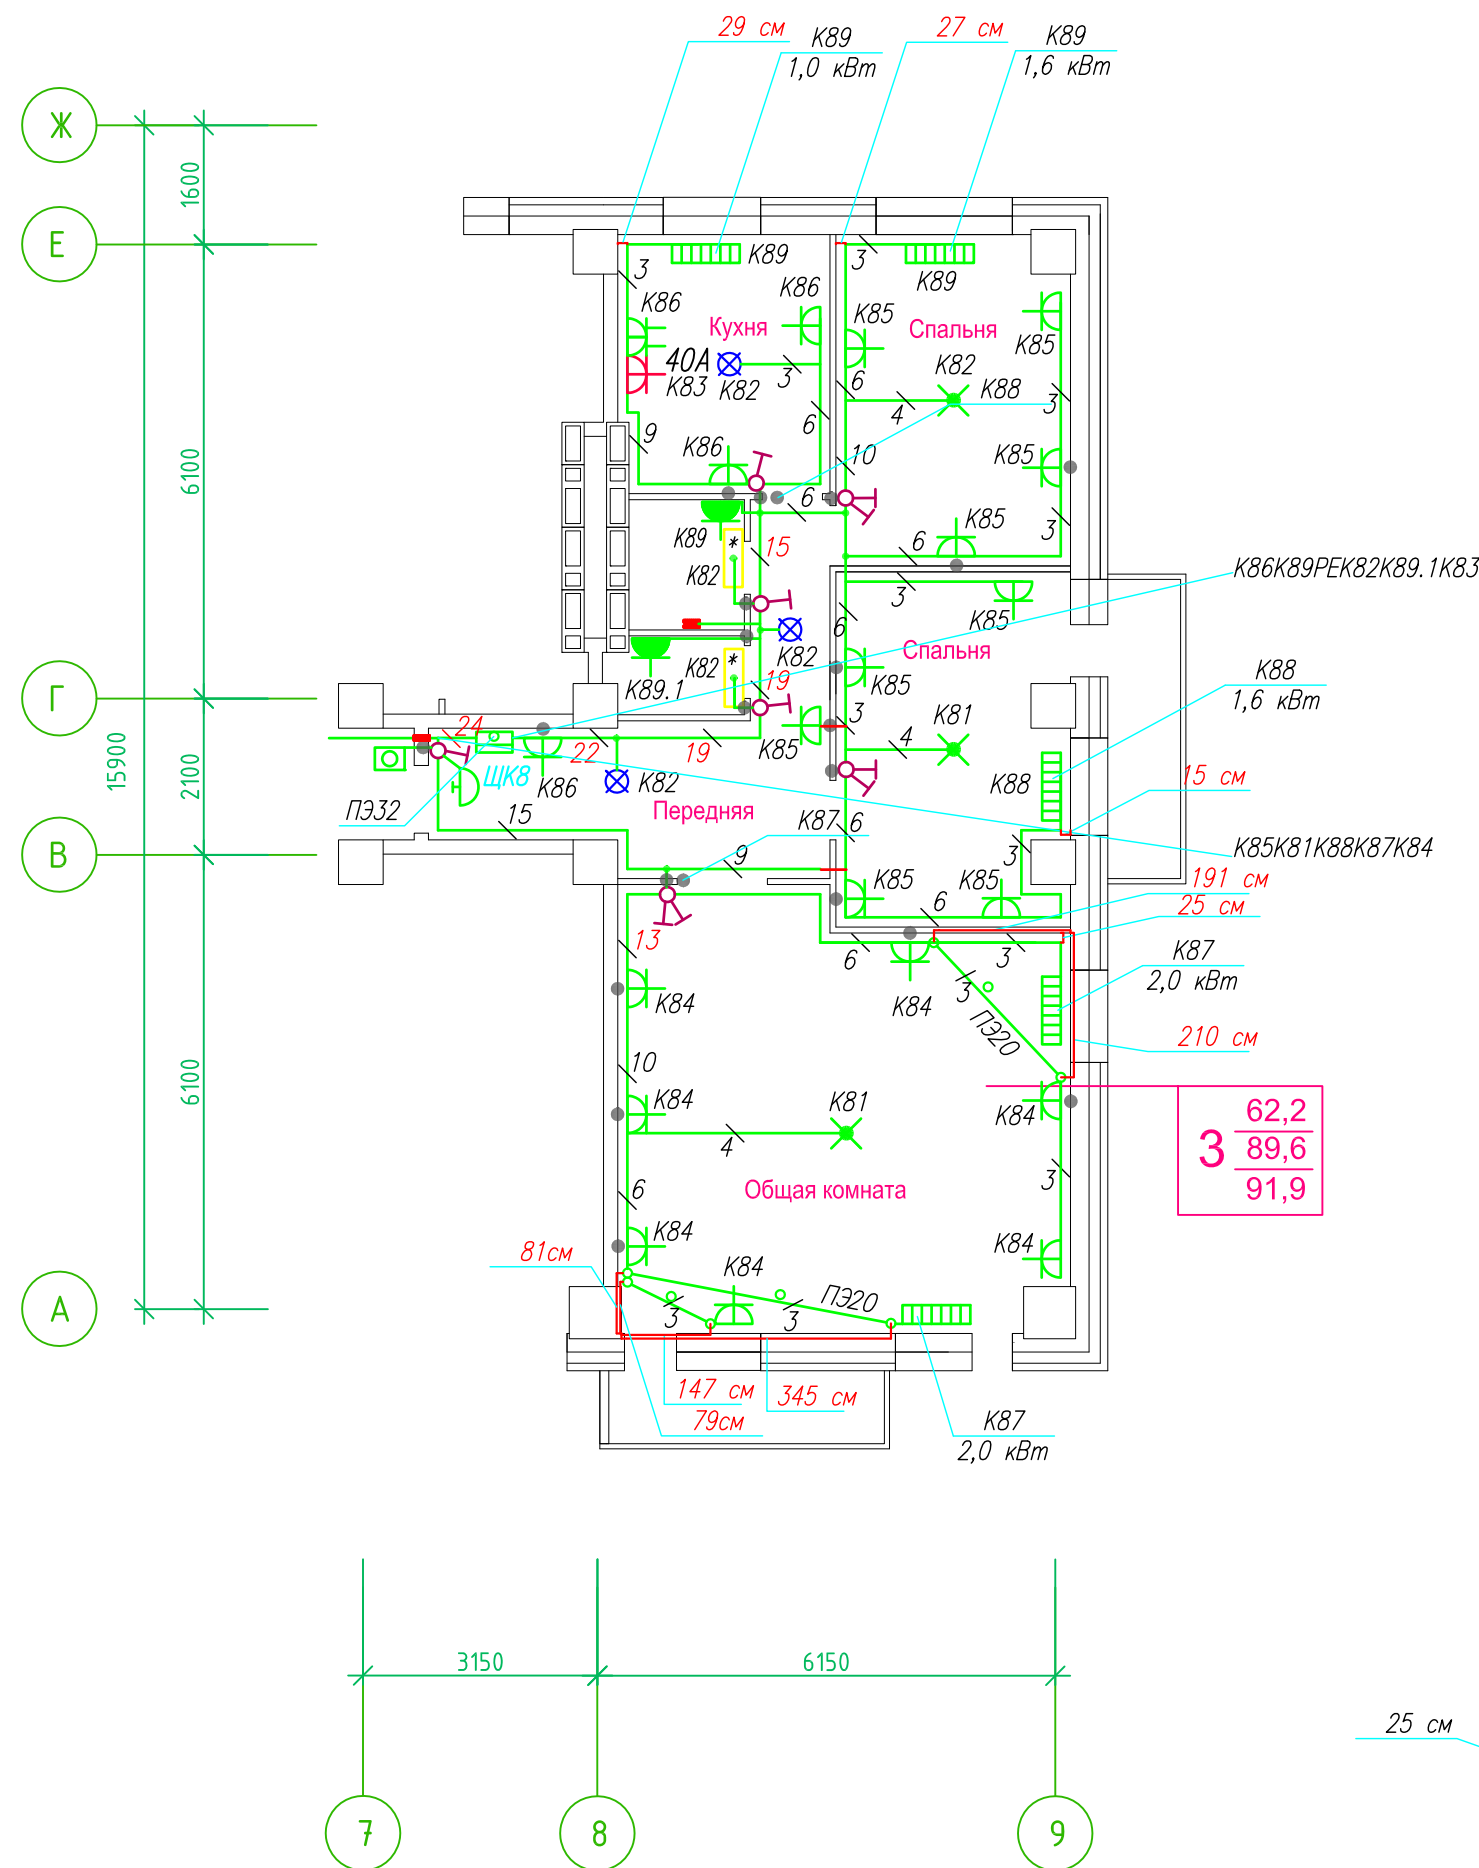 29 см
К89
1,0 кВт
27 см
К89
1,6 кВт
Ж
1600
Е
К89
3
3
К89
К86
К86
К85
К85
Кухня
Спальня
40А
К83
К82
3
К82
К88
6
4
3
6
9
К86
10
К85
6100
6
К85
3
К89
*
15
К82
6
3
К86К89РЕК82К89.1К83
К85
6
Спальня
К82
*
К82
К89.1
19
К85
К88
1,6 кВт
Г
24
22
19
К85
3
К81
4
ЩК8
К86
К82
К88
15 см
15900
2100
ПЭ32
15
Передняя
К87
6
3
В
9
К85К81К88К87К84
К85
К85
191 см
25 см
6
13
6
3
К87
2,0 кВт
К84
К84
3
ПЭ20
210 см
10
6100
К84
К81
К84
4
3
3
62,2
89,6
91,9
Общая комната
6
К84
К84
81см
К84
А
3
3
ПЭ20
147 см
345 см
79см
К87
2,0 кВт
3150
6150
25 см
7
8
9